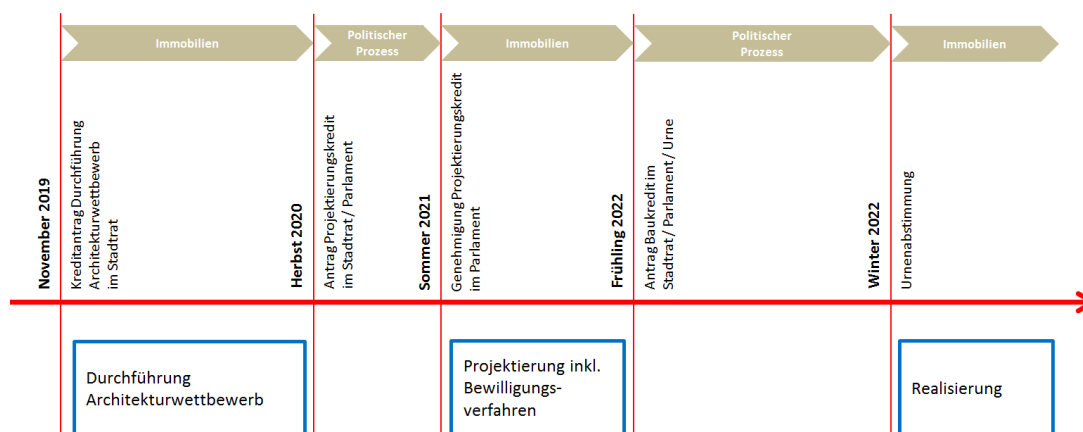 Immobilien
Politischer
Prozess
Immobilien
Politischer
Prozess
Immobilien
November 2019
Kreditantrag Durchführung
Architekturwettbewerb
im Stadtrat
Herbst 2020
Antrag Projektierungskredit
im Stadtrat / Parlament
Sommer 2021
Genehmigung Projektierungskredit
im Parlament
Frühling 2022
Antrag Baukredit im
Stadtrat / Parlament / Urne
Winter 2022
Urnenabstimmung
Durchführung
Architekturwettbewerb
Projektierung inkl.
Bewilligungs-
verfahren
Realisierung